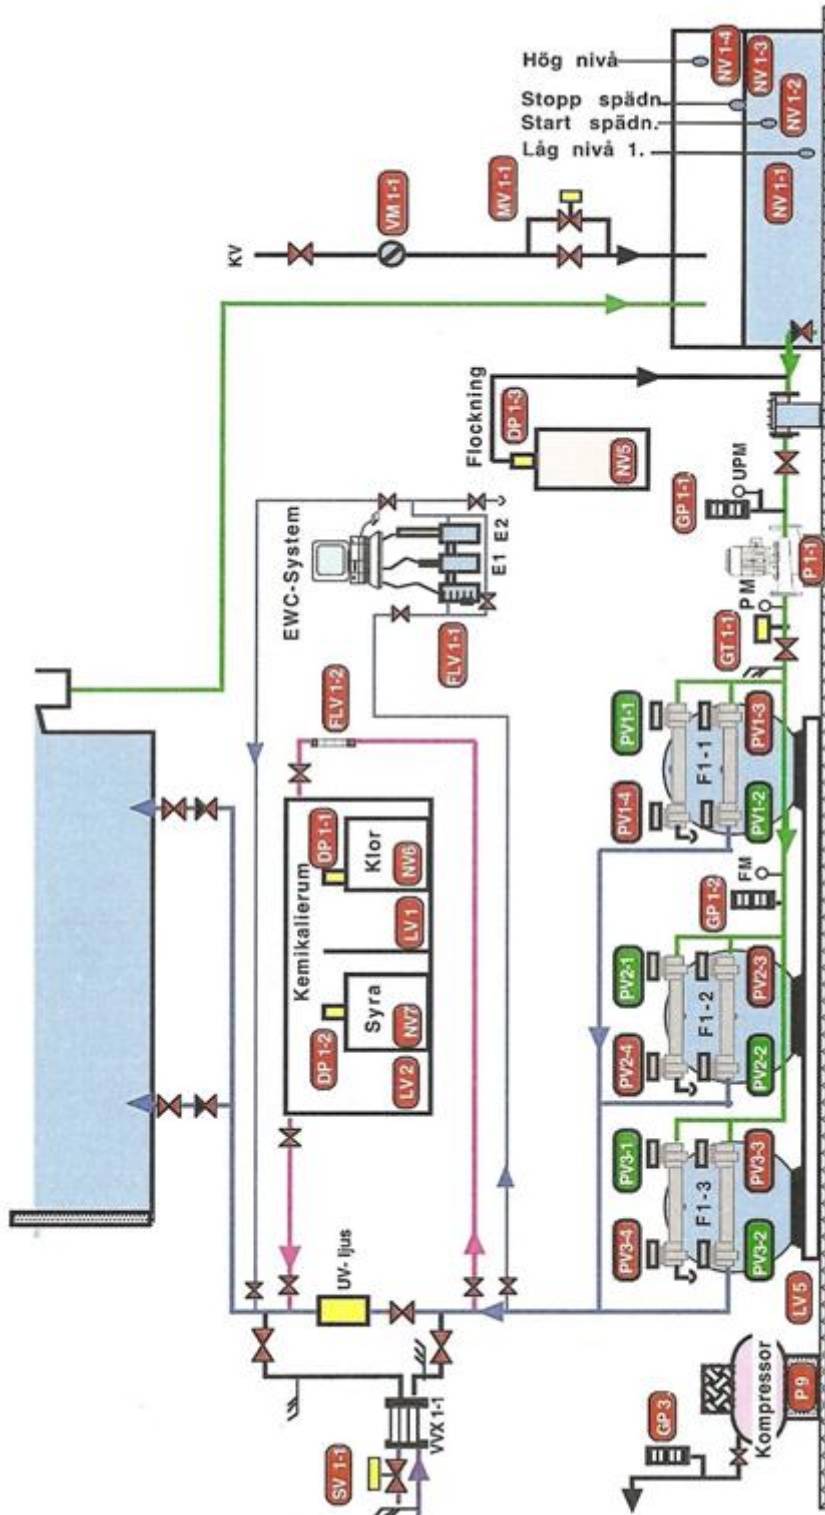 Hög nivå
Stopp spädn
Start spädn.
Låg nivå 1.
NV 1-4
NV 1-3
NV 1-2
NV 1-1
KV
VM 1-1
MV 1-1
Flockning
DP 1-3
NV5
EWC-System
E1 E2
FLV 1-1
FLV 1-2
GP 1-1
UPM
P 1-1
PM
GT 1-1
Kemikalierum
DP 1-1
Klor
NV6
LV 1
DP 1-2
Syra
NV7
LV 2
PV1-1
PV1-4
F1-1
PV1-3
PV1-2
FM
GP 1-2
PV2-1
PV2-4
F1-2
PV2-3
PV2-2
PV3-1
PV3-4
F1-3
PV3-3
PV3-2
UV- ljus
VVX 1-1
SV 1-1
LV 5
Kompressor
P 9
GP 3